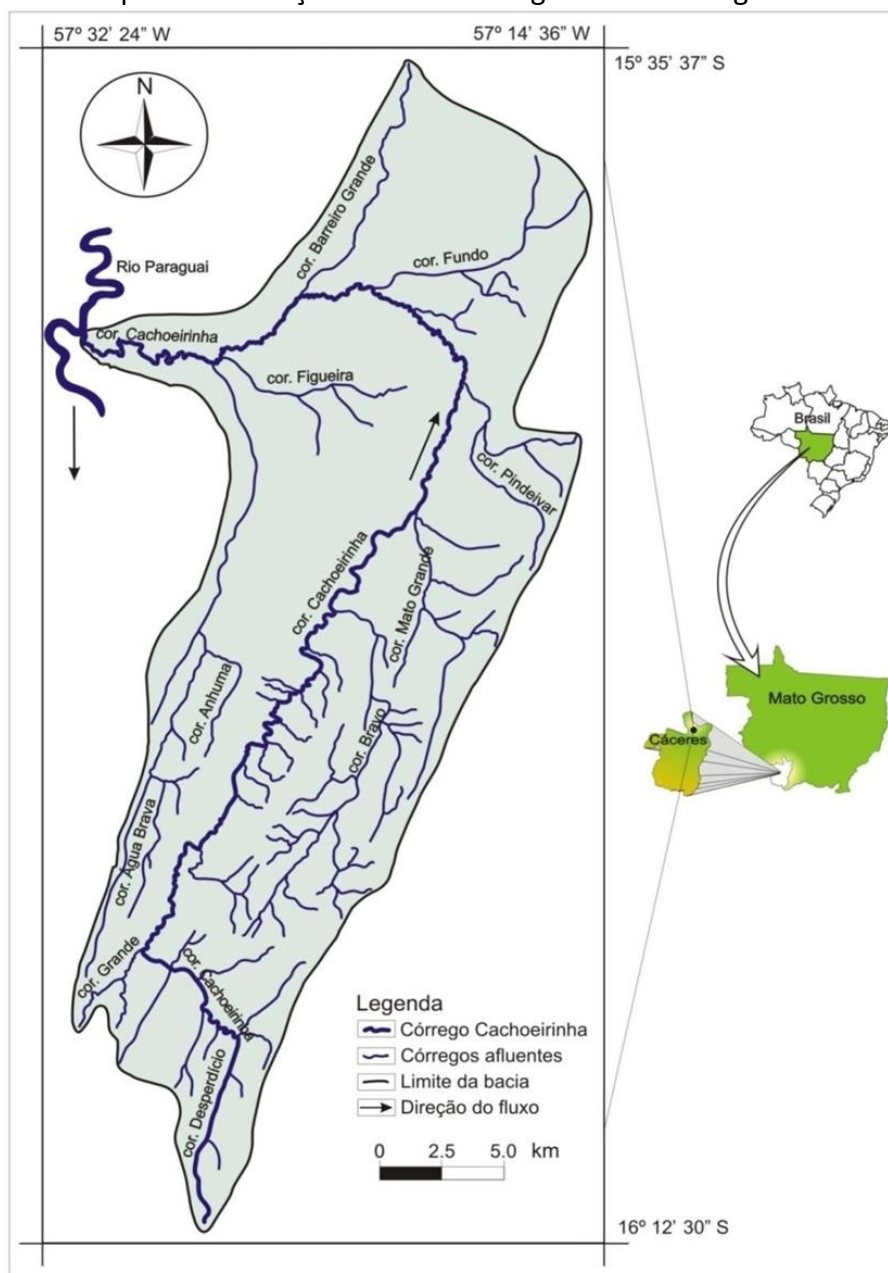 57º 32’ 24” W
57º 14’ 36” W
15º 35’ 37” S
N
cor. Barreiro Grande
cor. Fundo
Rio Paraguai
cor. Cachoeirinha
cor. Figueira
cor. Pindeivar
Brasil
cor. Cachoeirinha
cor. Mato Grande
cor. Anhuma
cor. Bravo
Mato Grosso
Cáceres
cor. Água Brava
cor. Grande
cor. Cachoeirinha
cor. Desperdício
Legenda
Córrego Cachoeirinha
Córregos afluentes
Limite da bacia
Direção do fluxo
0 2.5 5.0 km
16º 12’ 30” S